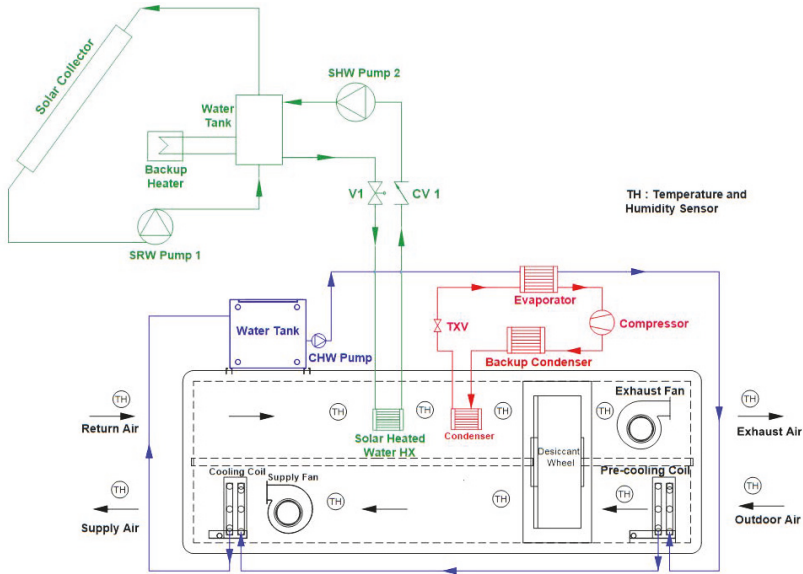 Solar Collector
SHW Pump 2
Water
Tank
Backup
Heater
V1
CV 1
SRW Pump 1
TH : Temperature and
Humidity Sensor
Evaporator
TXV
Compressor
Backup Condenser
Water Tank
CHW Pump
TH
Return Air
TH
TH
TH
TH
Exhaust Fan
TH
Exhaust Air
Solar Heated
Water HX
Condenser
Desiccant
Wheel
Cooling Coil
Supply Fan
Pre-cooling Coil
TH
Supply Air
TH
TH
TH
TH
Outdoor Air